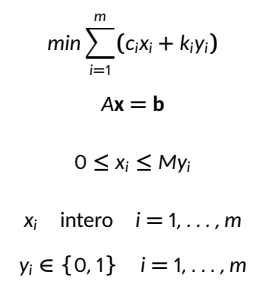 min ∑_{i=1}^{m} (c_i x_i + k_i y_i)
Ax = b
0 ≤ x_i ≤ My_i
x_i intero i = 1, . . . , m
y_i ∈ {0, 1} i = 1, . . . , m